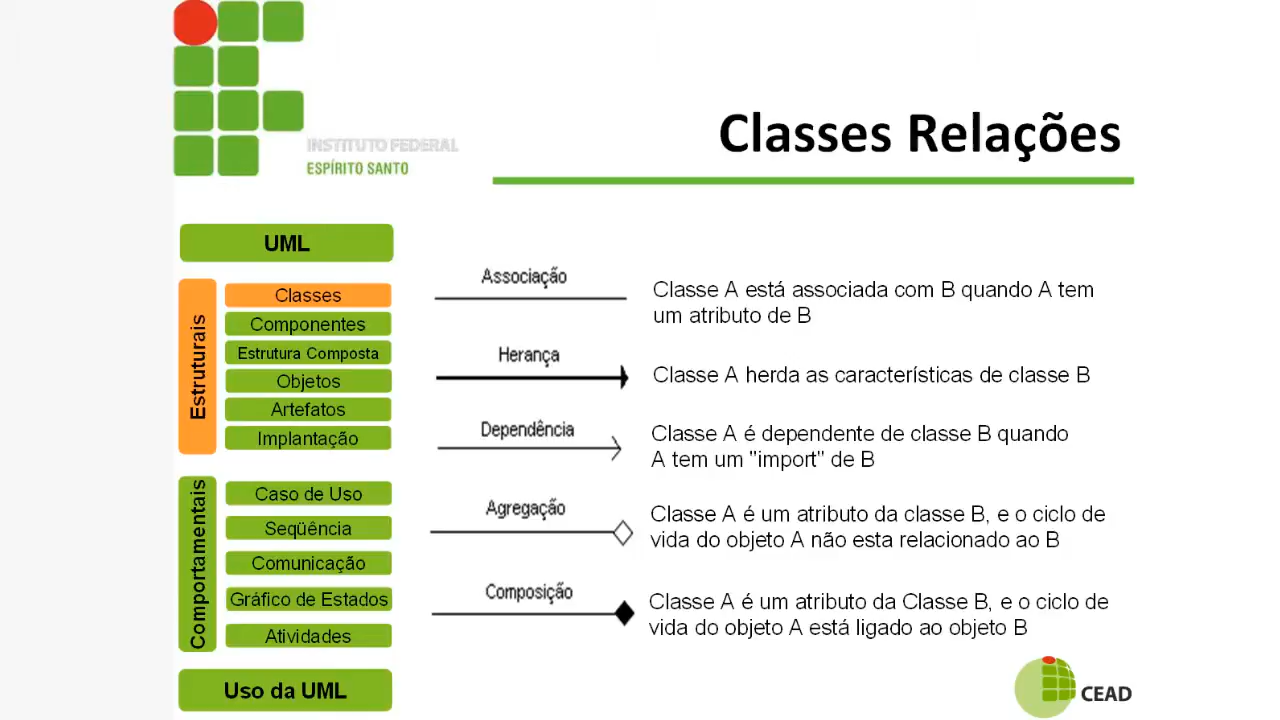 INSTITUTO FEDERAL
ESPÍRITO SANTO
Classes Relações
UML
Estruturais
Classes
Componentes
Estrutura Composta
Objetos
Artefatos
Implantação
Comportamentais
Caso de Uso
Seqüência
Comunicação
Gráfico de Estados
Atividades
Uso da UML
Associação
Classe A está associada com B quando A tem
um atributo de B
Herança
Classe A herda as características de classe B
Dependência
Classe A é dependente de classe B quando
A tem um "import" de B
Agregação
Classe A é um atributo da classe B, e o ciclo de
vida do objeto A não esta relacionado ao B
Composição
Classe A é um atributo da Classe B, e o ciclo de
vida do objeto A está ligado ao objeto B
CEAD